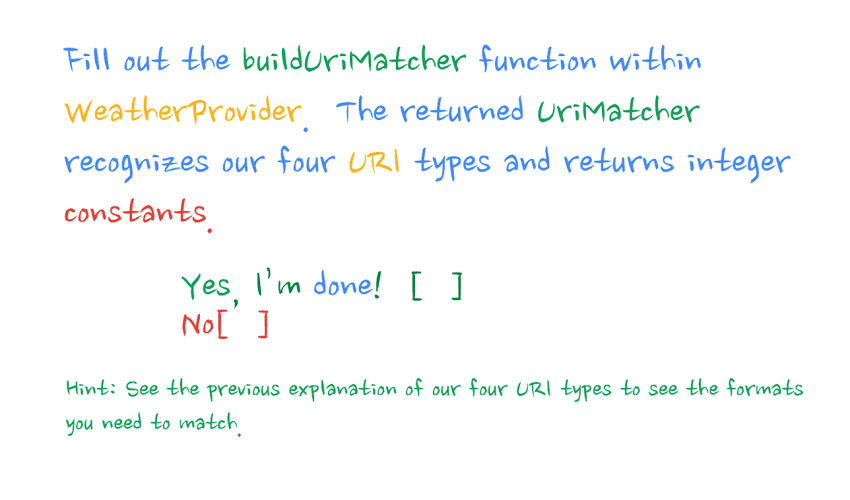 Fill out the buildUriMatcher function within
WeatherProvider. The returned UriMatcher
recognizes our four URI types and returns integer
constants.
Yes, I'm done! [ ]
No[ ]
Hint: See the previous explanation of our four URI types to see the formats
you need to match.